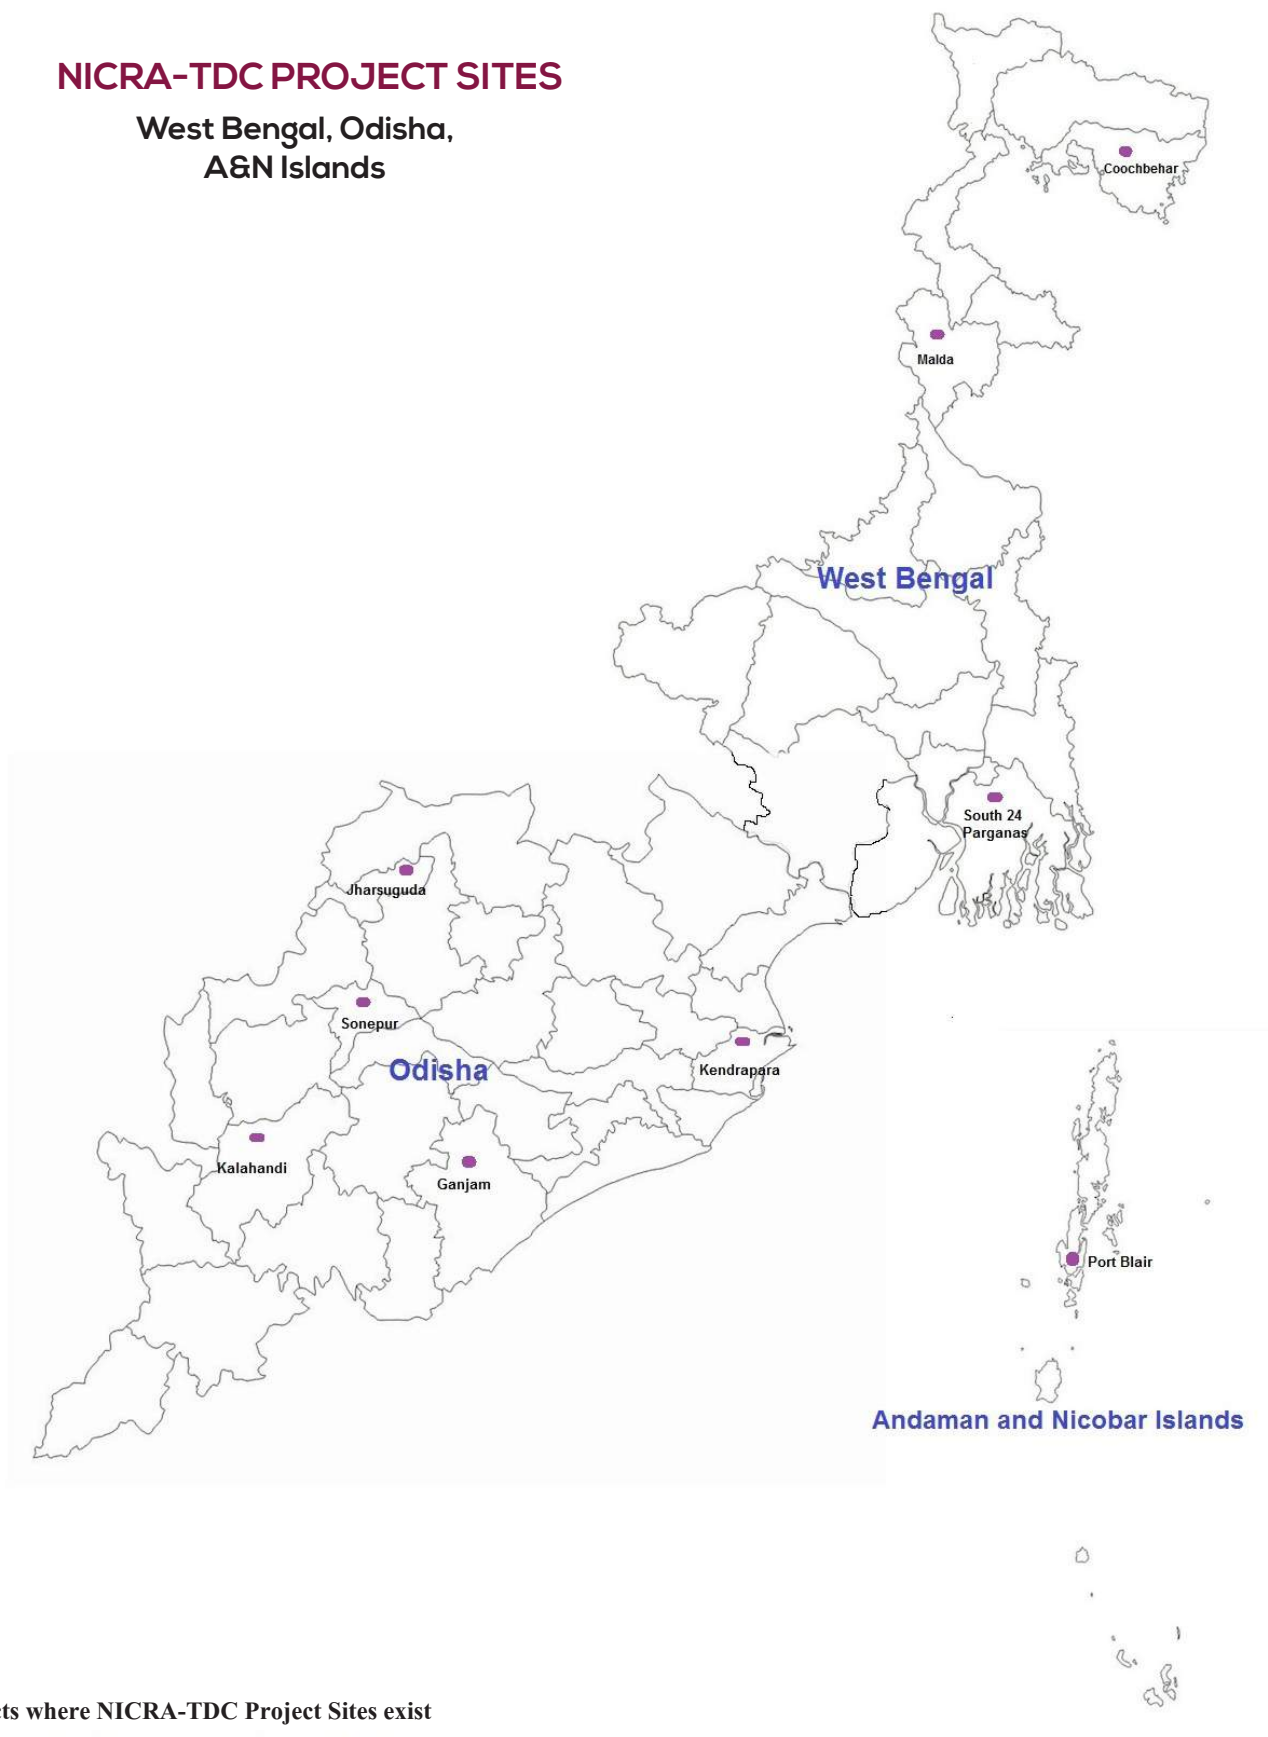 NICRA-TDC PROJECT SITES
West Bengal, Odisha,
A&N Islands
Coochbehar
Malda
West Bengal
South 24
Parganas
Jharsuguda
Sonepur
Odisha
Kendrapara
Kalahandi
Ganjam
Port Blair
Andaman and Nicobar Islands
where NICRA-TDC Project Sites exist